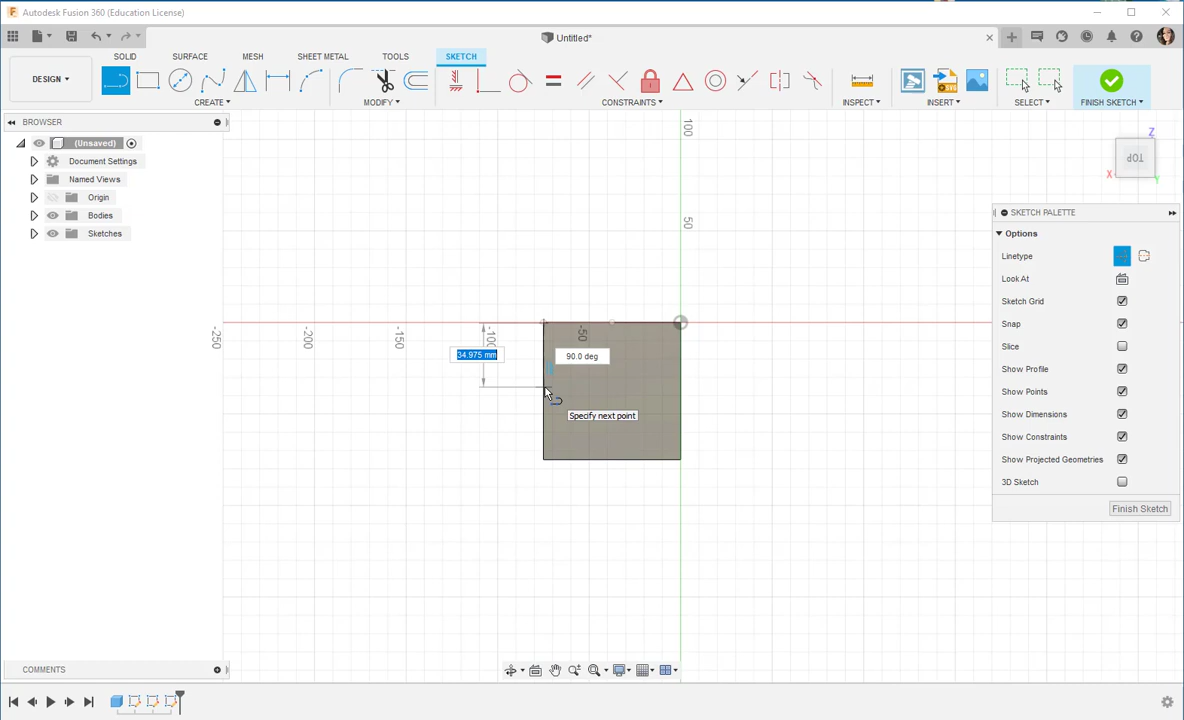 Autodesk Fusion 360 (Education License)
Untitled*
DESIGN
SOLID SURFACE MESH SHEET METAL TOOLS SKETCH
CREATE MODIFY CONSTRAINTS INSPECT INSERT SELECT FINISH SKETCH
BROWSER
(Unsaved)
Document Settings
Named Views
Origin
Bodies
Sketches
100
50
-250
-200
-150
-100
-50
34.975 mm
90.0 deg
Specify next point
Z
TOP
X
Y
SKETCH PALETTE
Options
Linetype
Look At
Sketch Grid
Snap
Slice
Show Profile
Show Points
Show Dimensions
Show Constraints
Show Projected Geometries
3D Sketch
Finish Sketch
COMMENTS